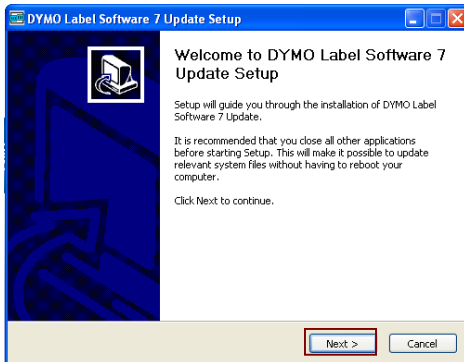 DYMO Label Software 7 Update Setup
Welcome to DYMO Label Software 7
Update Setup
Setup will guide you through the installation of DYMO Label
Software 7 Update.
It is recommended that you close all other applications
before starting Setup. This will make it possible to update
relevant system files without having to reboot your
computer.
Click Next to continue.
Next >
Cancel